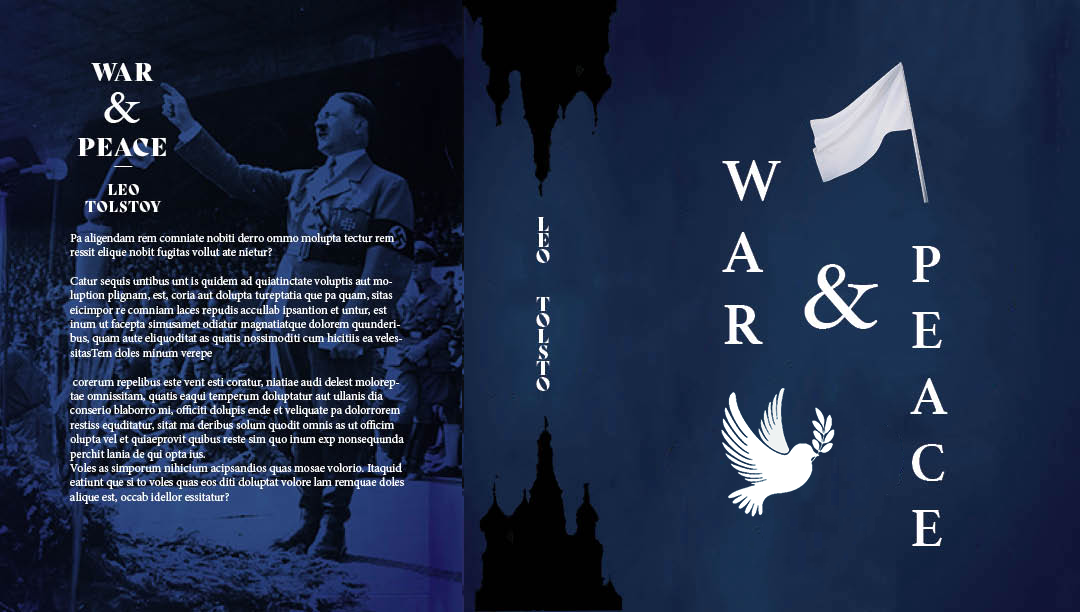 WAR
&
PEACE
LEO
TOLSTOY
Pa aligendam rem comniate nobiti derro ommo molupta tectur rem
ressit elique nobit fugitas vollut ate nietur?
Catur sequis untibus unt is quidem ad quiatinctate voluptis aut mo-
luption plignam, est, coria aut dolupta tureptatia que pa quam, sitas
eicimpor re comniam laces repudis accullab ipsantion et untur, est
inum ut facepta simusamet odiatur magnatiatque dolorem quunderi-
bus, quam aute eliquoditat as quatis nossimoditi cum hicitiis ea veles-
sitasTem doles minum verepe
corerum repelibus este vent esti coratur, niatiae audi delest molorep-
tae omnissitam, quatis eaqui temperum doluptatur aut ullanis dia
conserio blaborro mi, officiti dolupis ende et veliquate pa dolorrorem
restiss equditatur, sitat ma deribus solum quodit omnis as ut officim
olupta vel et quiaeprovit quibus reste sim quo inum exp nonsequunda
perchit lania de qui opta ius.
Voles as simporum nihicium acipsandios quas mosae volorio. Itaquid
eatiunt que si to voles quas eos diti doluptat volore lam remquae doles
alique est, occab idellor essitatur?
LEO
TOLSTO
WAR
&
PEACE